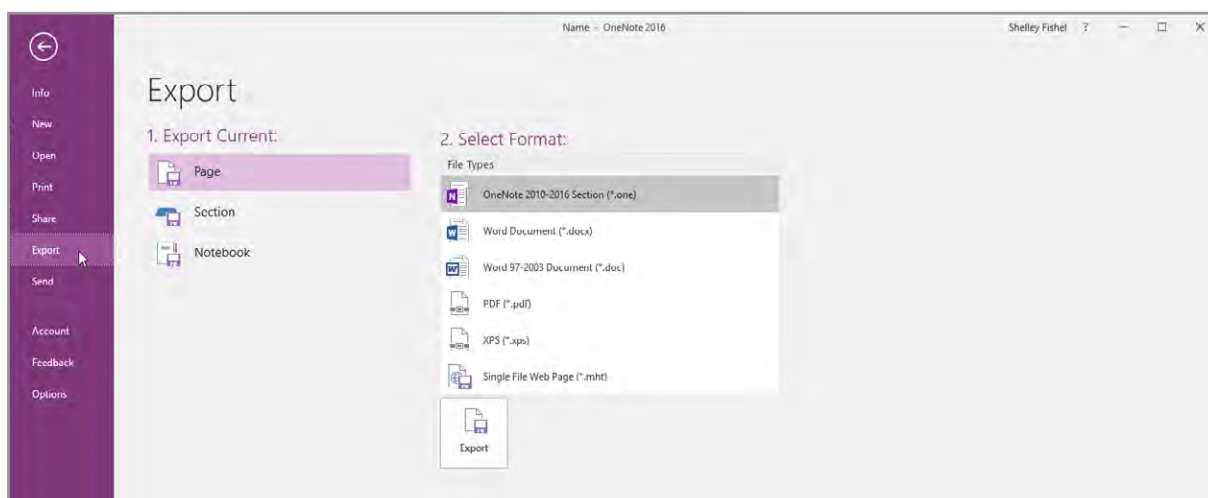 Name - OneNote 2016
Shelley Fishel ?
Info
New
Open
Print
Share
Export
Send
Account
Feedback
Options
Export
1. Export Current:
Page
Section
Notebook
2. Select Format:
File Types
OneNote 2010-2016 Section (*.one)
Word Document (*.docx)
Word 97-2003 Document (*.doc)
PDF (*.pdf)
XPS (*.xps)
Single File Web Page (*.mht)
Export